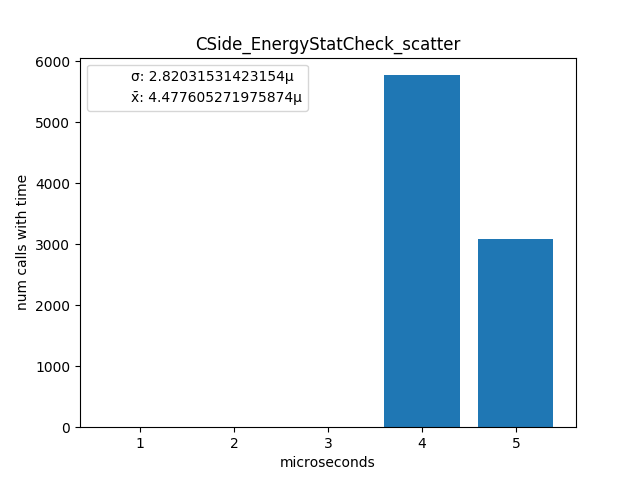 CSide_EnergyStatCheck_scatter
σ: 2.82031531423154μ
x̄: 4.477605271975874μ
6000
5000
4000
3000
2000
1000
0
num calls with time
1 2 3 4 5
microseconds